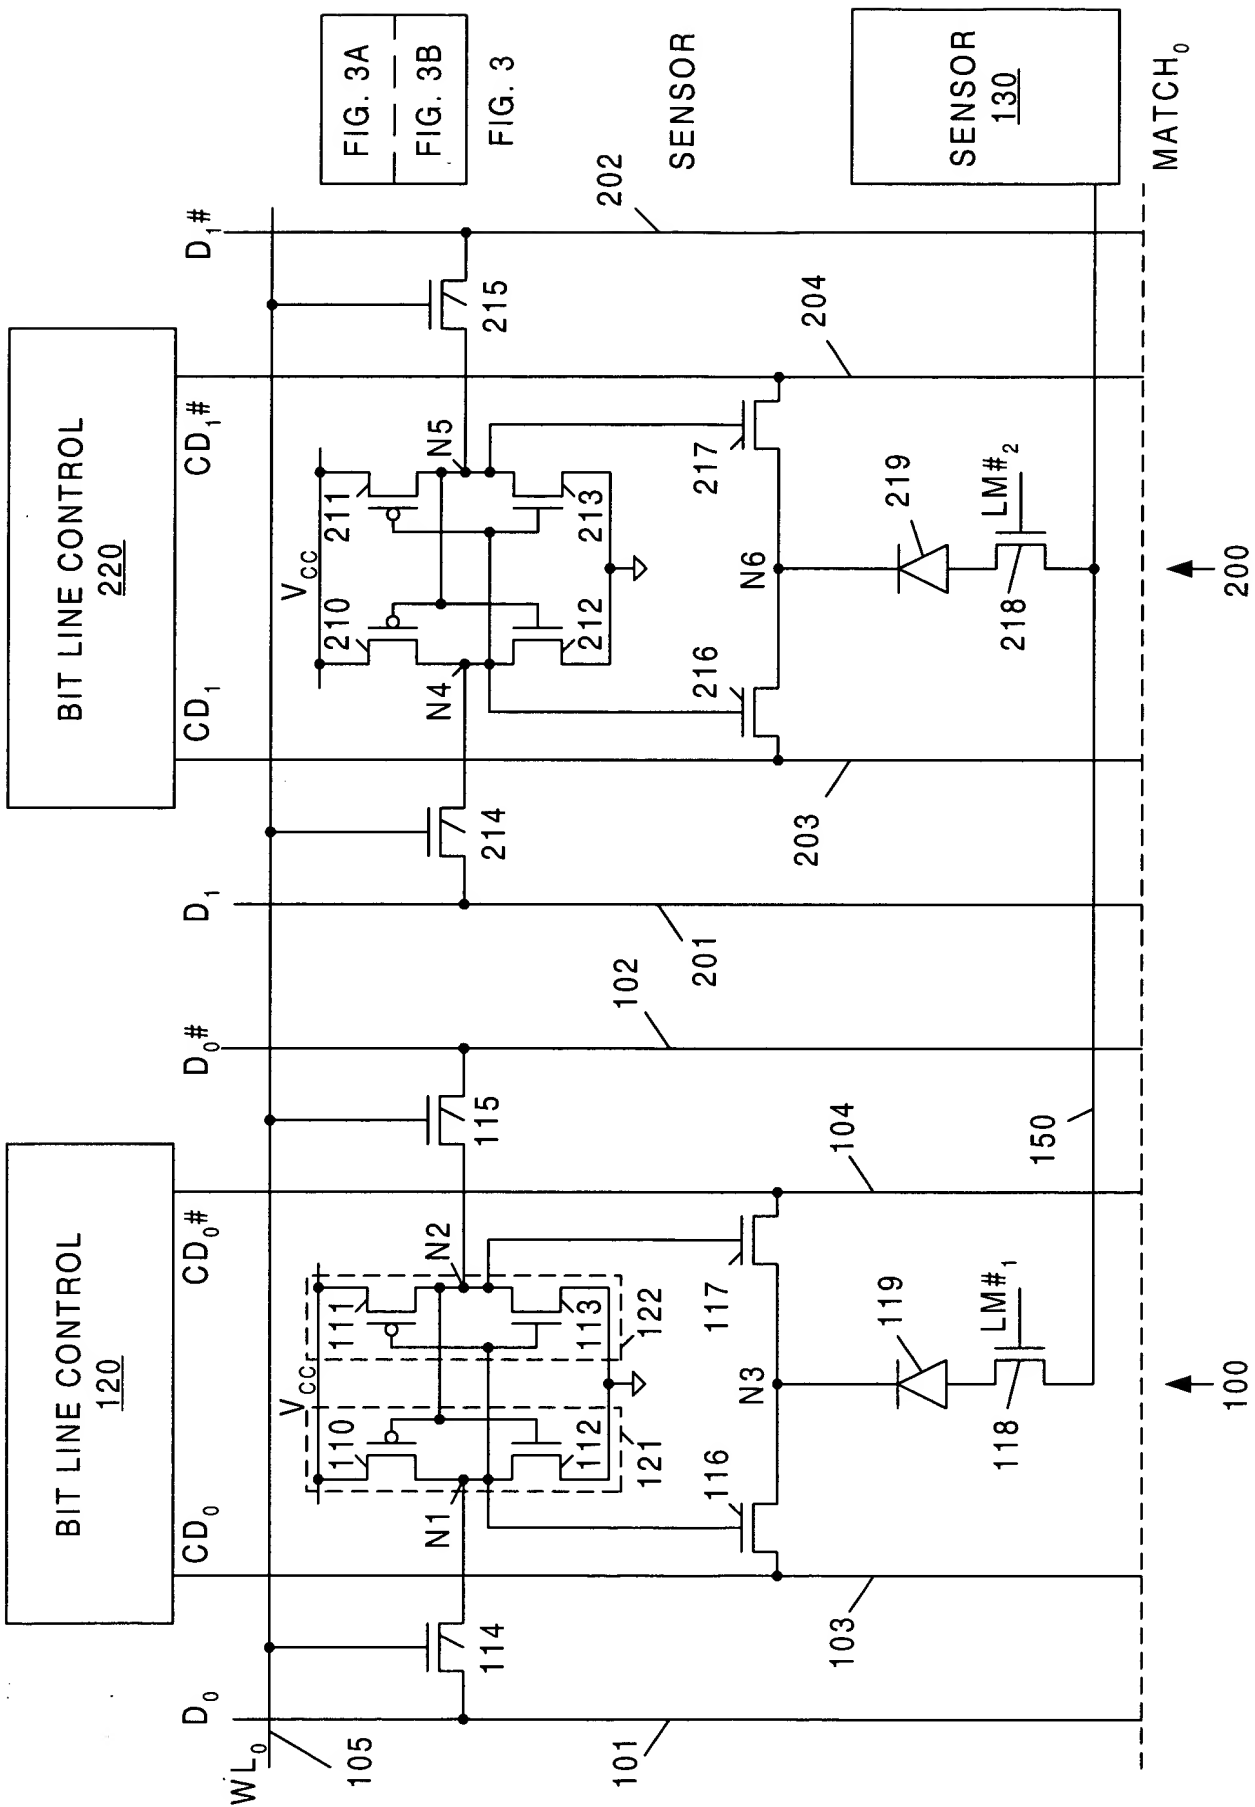 BIT LINE CONTROL
120
BIT LINE CONTROL
220
FIG. 3A
FIG. 3B
FIG. 3
D0
CD0
CD0#
D0#
D1
CD1
CD1#
D1#
WL0
105
VCC
VCC
110
111
210
211
N1
N2
N4
N5
114
112
113
115
214
212
213
215
121
122
101
102
201
202
SENSOR
116
117
216
217
N3
N6
103
104
203
204
119
219
SENSOR
130
118
LM#1
218
LM#2
150
MATCH0
100
200